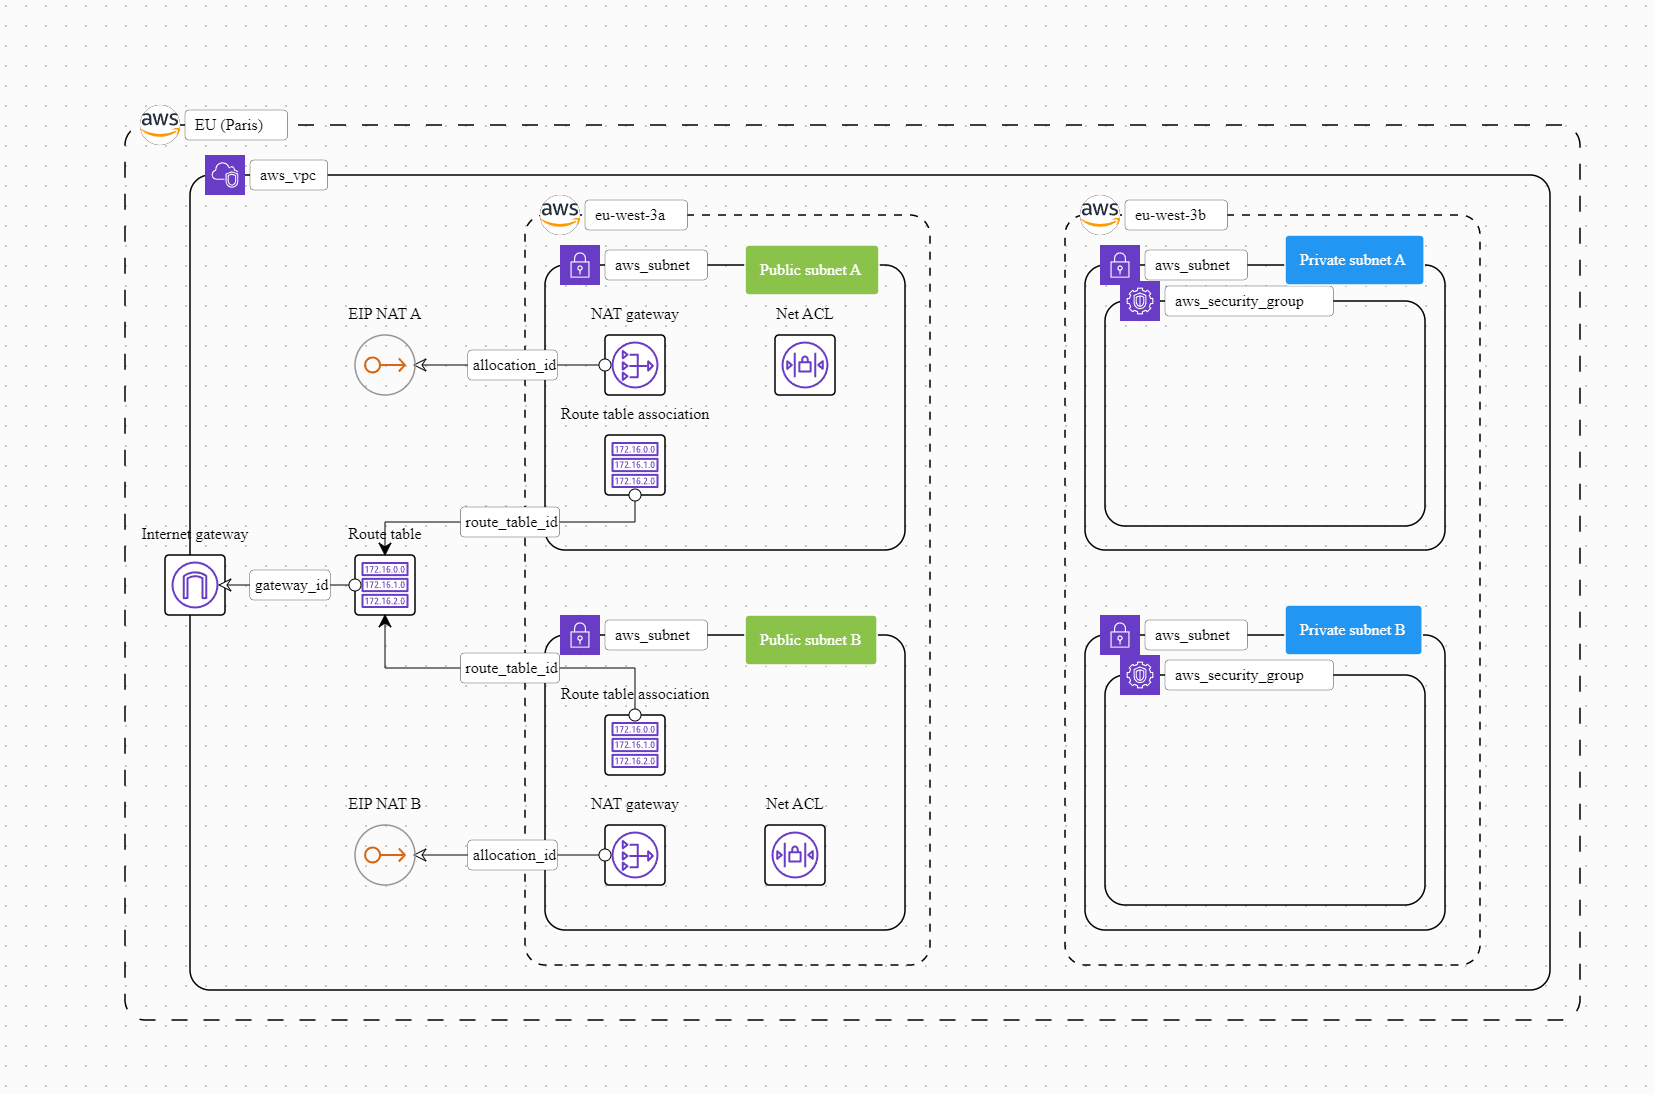 aws
EU (Paris)
aws_vpc
aws
eu-west-3a
aws
eu-west-3b
aws_subnet
Public subnet A
aws_subnet
Private subnet A
aws_security_group
EIP NAT A
NAT gateway
Net ACL
allocation_id
Route table association
172.16.0.0
172.16.1.0
172.16.2.0
route_table_id
Internet gateway
Route table
gateway_id
172.16.0.0
172.16.1.0
172.16.2.0
aws_subnet
Public subnet B
aws_subnet
Private subnet B
aws_security_group
route_table_id
Route table association
172.16.0.0
172.16.1.0
172.16.2.0
EIP NAT B
NAT gateway
Net ACL
allocation_id